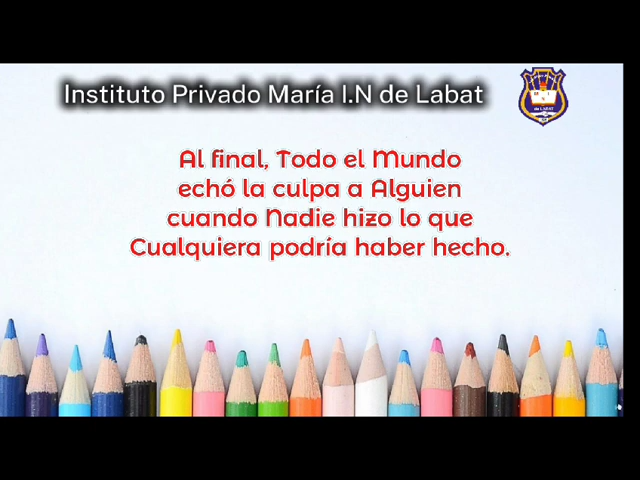 Instituto Privado María I.N de Labat
Al final, Todo el Mundo
echó la culpa a Alguien
cuando Nadie hizo lo que
Cualquiera podría haber hecho.